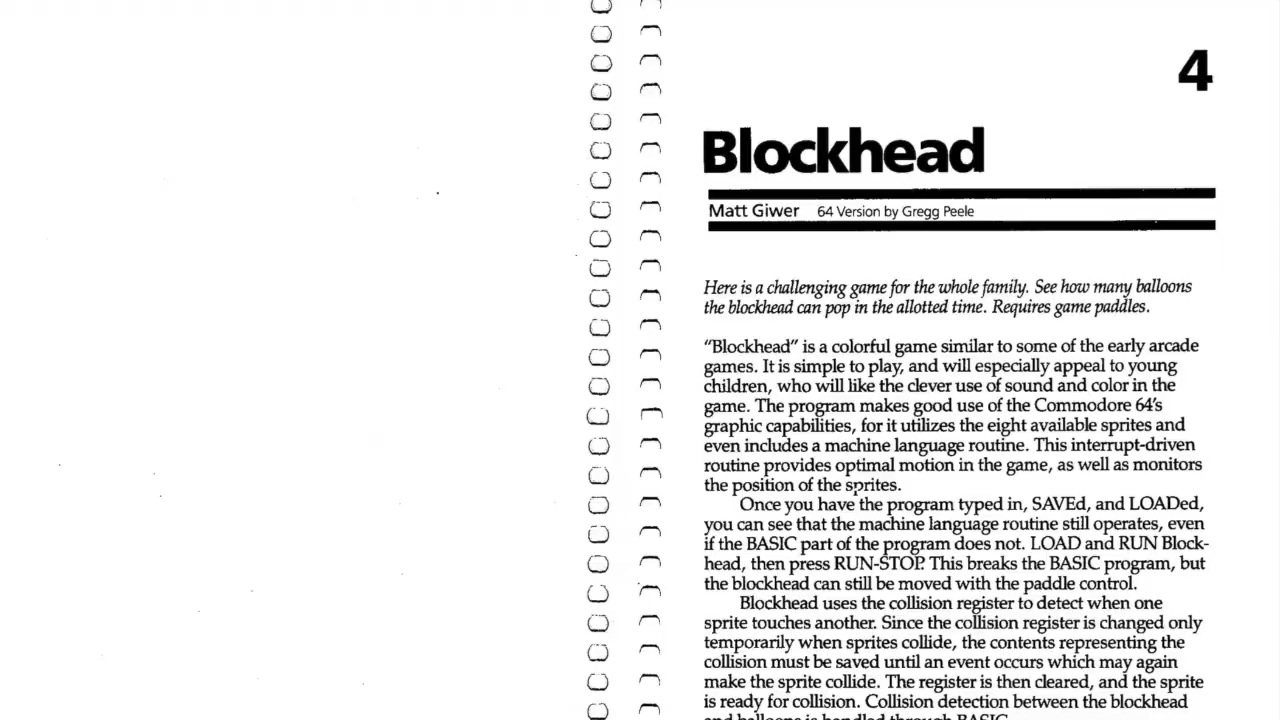 4
Blockhead
Matt Giwer 64 Version by Gregg Peele
Here is a challenging game for the whole family. See how many balloons
the blockhead can pop in the allotted time. Requires game paddles.
"Blockhead" is a colorful game similar to some of the early arcade
games. It is simple to play, and will especially appeal to young
children, who will like the clever use of sound and color in the
game. The program makes good use of the Commodore 64's
graphic capabilities, for it utilizes the eight available sprites and
even includes a machine language routine. This interrupt-driven
routine provides optimal motion in the game, as well as monitors
the position of the sprites.
Once you have the program typed in, SAVEd, and LOADed,
you can see that the machine language routine still operates, even
if the BASIC part of the program does not. LOAD and RUN Block-
head, then press RUN-STOP. This breaks the BASIC program, but
the blockhead can still be moved with the paddle control.
Blockhead uses the collision register to detect when one
sprite touches another. Since the collision register is changed only
temporarily when sprites collide, the contents representing the
collision must be saved until an event occurs which may again
make the sprite collide. The register is then cleared, and the sprite
is ready for collision. Collision detection between the blockhead
and balloons is handled through BASIC.